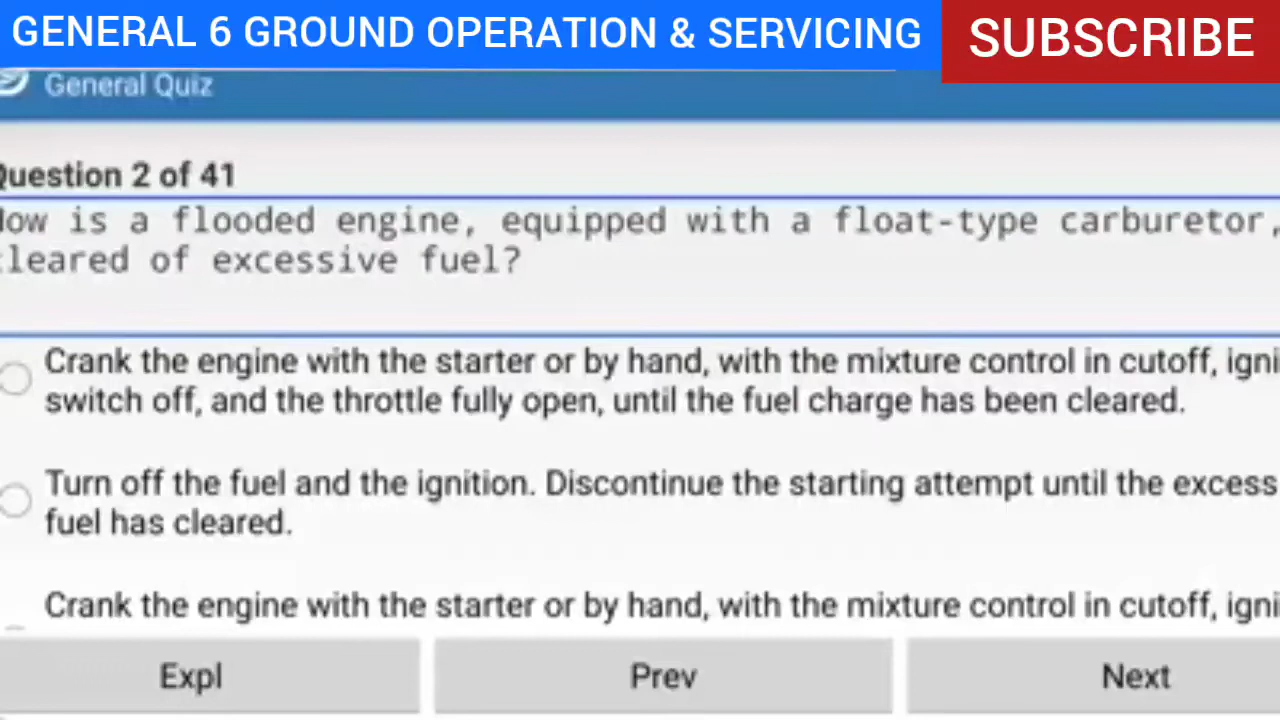 GENERAL 6 GROUND OPERATION & SERVICING
SUBSCRIBE
General Quiz
Question 2 of 41
How is a flooded engine, equipped with a float-type carburetor,
cleared of excessive fuel?
Crank the engine with the starter or by hand, with the mixture control in cutoff, igni
switch off, and the throttle fully open, until the fuel charge has been cleared.
Turn off the fuel and the ignition. Discontinue the starting attempt until the excess
fuel has cleared.
Crank the engine with the starter or by hand, with the mixture control in cutoff, igni
Expl
Prev
Next